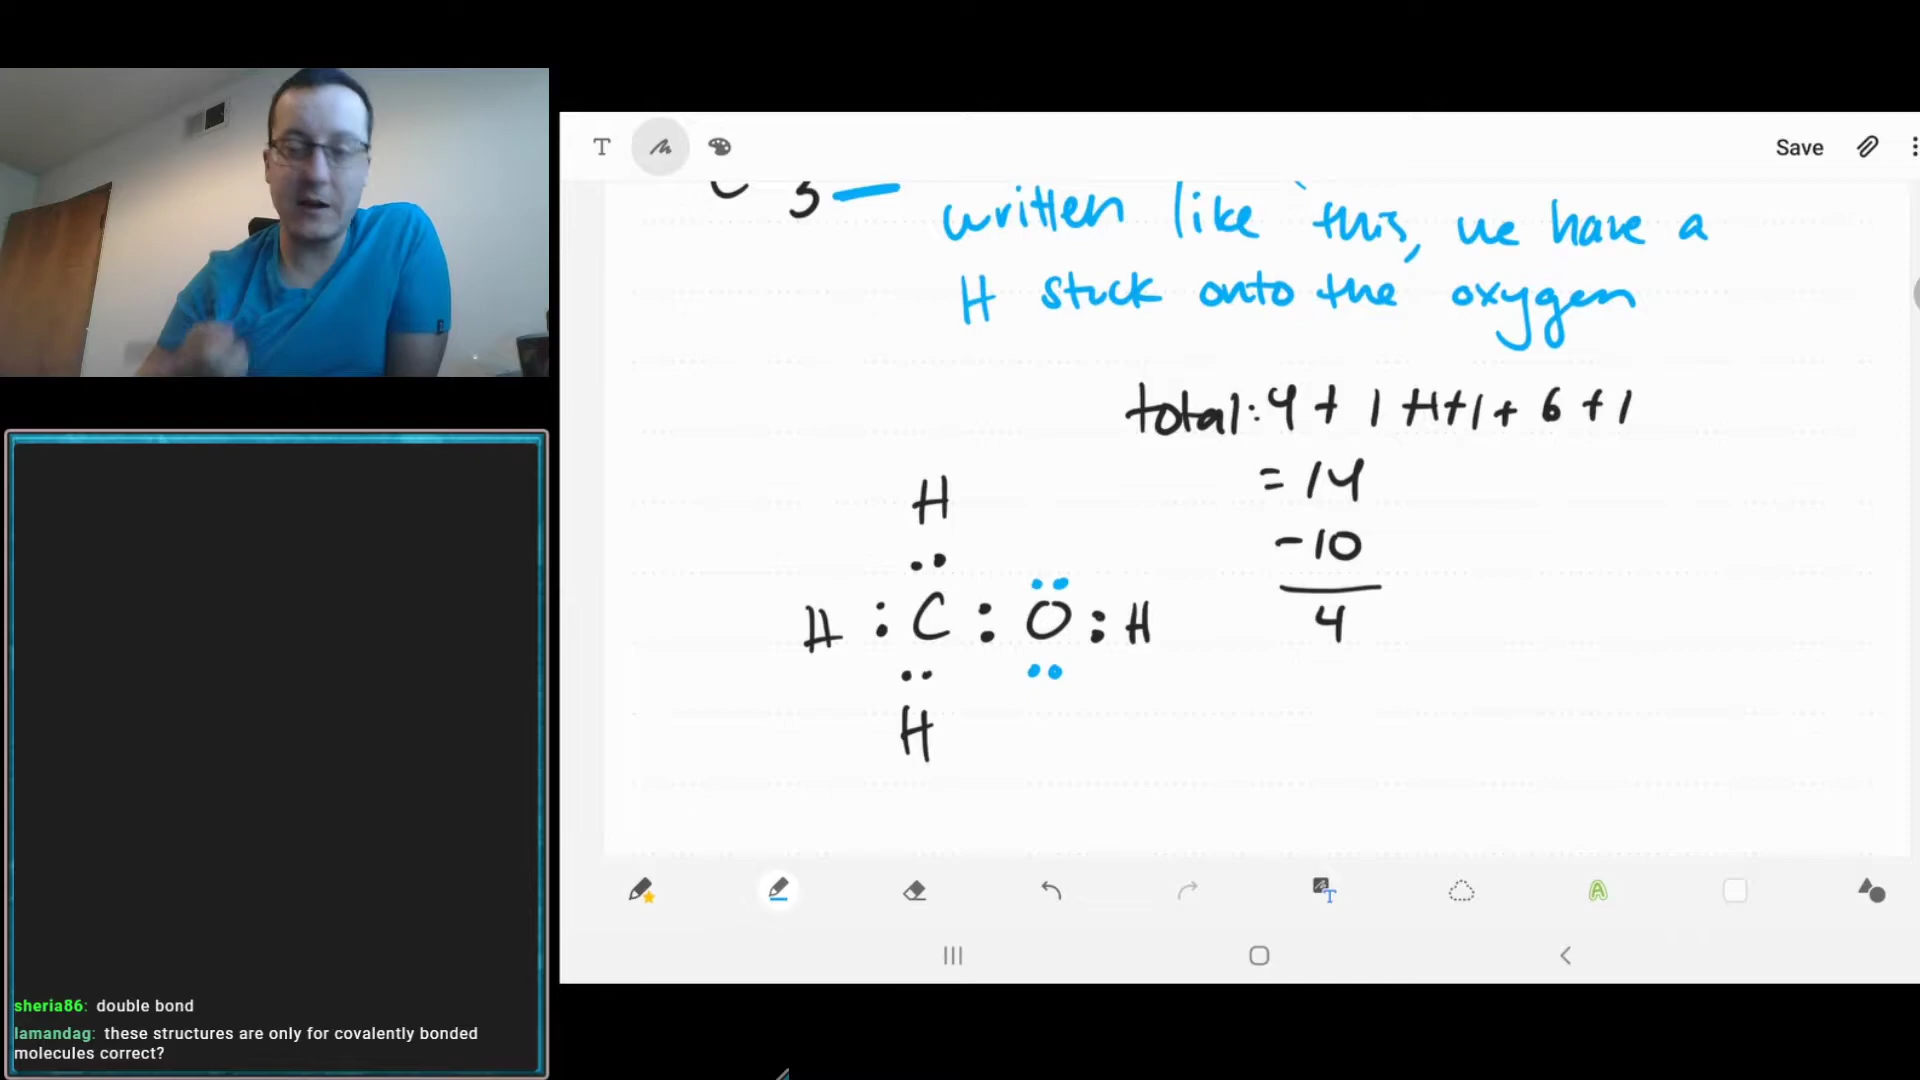 T
Save
written like this, we have a
H stuck onto the oxygen
total: 4 + 1 + 1 + 1 + 6 + 1
= 14
- 10
4
H
H : C : O : H
H
sheria86: double bond
lamandag: these structures are only for covalently bonded
molecules correct?